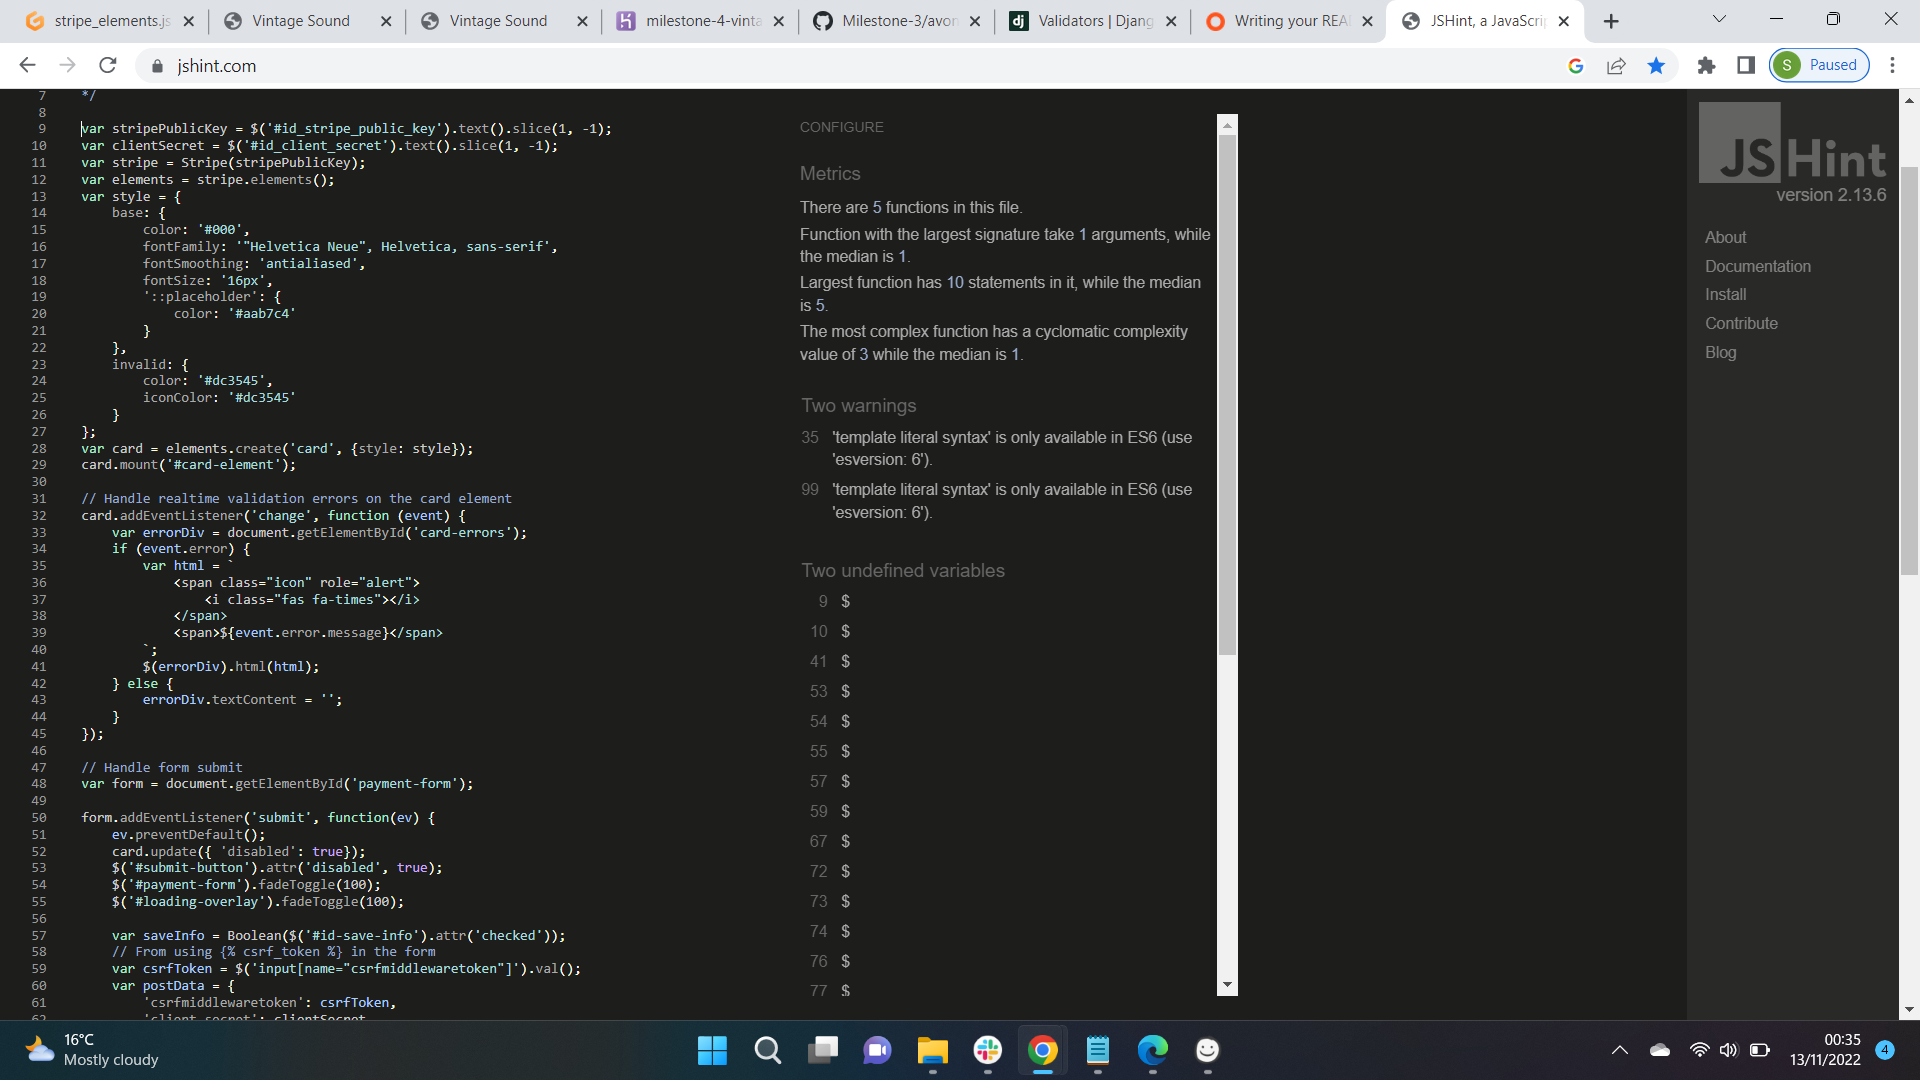 stripe_elements.js
Vintage Sound
Vintage Sound
milestone-4-vinta
Milestone-3/avon
Validators | Djang
Writing your REA
JSHint, a JavaScrip
jshint.com
S Paused
7 */
8
9 var stripePublicKey = $('#id_stripe_public_key').text().slice(1, -1);
10 var clientSecret = $('#id_client_secret').text().slice(1, -1);
11 var stripe = Stripe(stripePublicKey);
12 var elements = stripe.elements();
13 var style = {
14 base: {
15 color: '#000',
16 fontFamily: '"Helvetica Neue", Helvetica, sans-serif',
17 fontSmoothing: 'antialiased',
18 fontSize: '16px',
19 '::placeholder': {
20 color: '#aab7c4'
21 }
22 },
23 invalid: {
24 color: '#dc3545',
25 iconColor: '#dc3545'
26 }
27 };
28 var card = elements.create('card', {style: style});
29 card.mount('#card-element');
30
31 // Handle realtime validation errors on the card element
32 card.addEventListener('change', function (event) {
33 var errorDiv = document.getElementById('card-errors');
34 if (event.error) {
35 var html = `
36 <span class="icon" role="alert">
37 <i class="fas fa-times"></i>
38 </span>
39 <span>${event.error.message}</span>
40 `;
41 $(errorDiv).html(html);
42 } else {
43 errorDiv.textContent = '';
44 }
45 });
46
47 // Handle form submit
48 var form = document.getElementById('payment-form');
49
50 form.addEventListener('submit', function(ev) {
51 ev.preventDefault();
52 card.update({ 'disabled': true});
53 $('#submit-button').attr('disabled', true);
54 $('#payment-form').fadeToggle(100);
55 $('#loading-overlay').fadeToggle(100);
56
57 var saveInfo = Boolean($('#id-save-info').attr('checked'));
58 // From using {% csrf_token %} in the form
59 var csrfToken = $('input[name="csrfmiddlewaretoken"]').val();
60 var postData = {
61 'csrfmiddlewaretoken': csrfToken,
62 'client_secret': clientSecret,
CONFIGURE
Metrics
There are 5 functions in this file.
Function with the largest signature take 1 arguments, while
the median is 1.
Largest function has 10 statements in it, while the median
is 5.
The most complex function has a cyclomatic complexity
value of 3 while the median is 1.
Two warnings
35 'template literal syntax' is only available in ES6 (use
'esversion: 6').
99 'template literal syntax' is only available in ES6 (use
'esversion: 6').
Two undefined variables
9 $
10 $
41 $
53 $
54 $
55 $
57 $
59 $
67 $
72 $
73 $
74 $
76 $
77 $
JSHint
version 2.13.6
About
Documentation
Install
Contribute
Blog
16°C
Mostly cloudy
00:35
13/11/2022
4